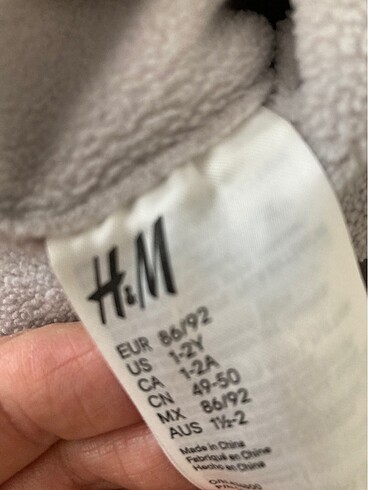 H&M
EUR 86/92
US 1-2Y
CA 1-2A
CN 49-50
MX 86/92
AUS 1½-2
Made in China
Fabriqué en Chine
Hecho en China